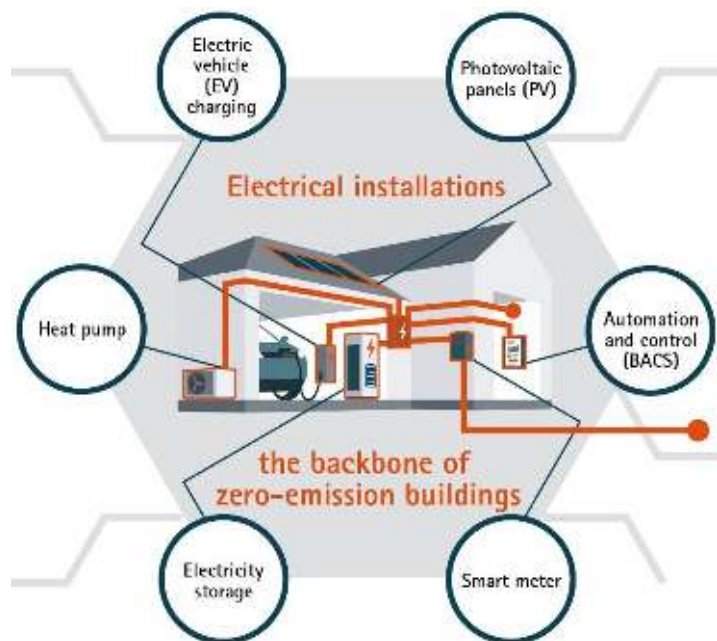 Electric
vehicle
(EV)
charging
Photovoltaic
panels (PV)
Electrical installations
Heat pump
Automation
and control
(BACS)
the backbone of
zero-emission buildings
Electricity
storage
Smart meter